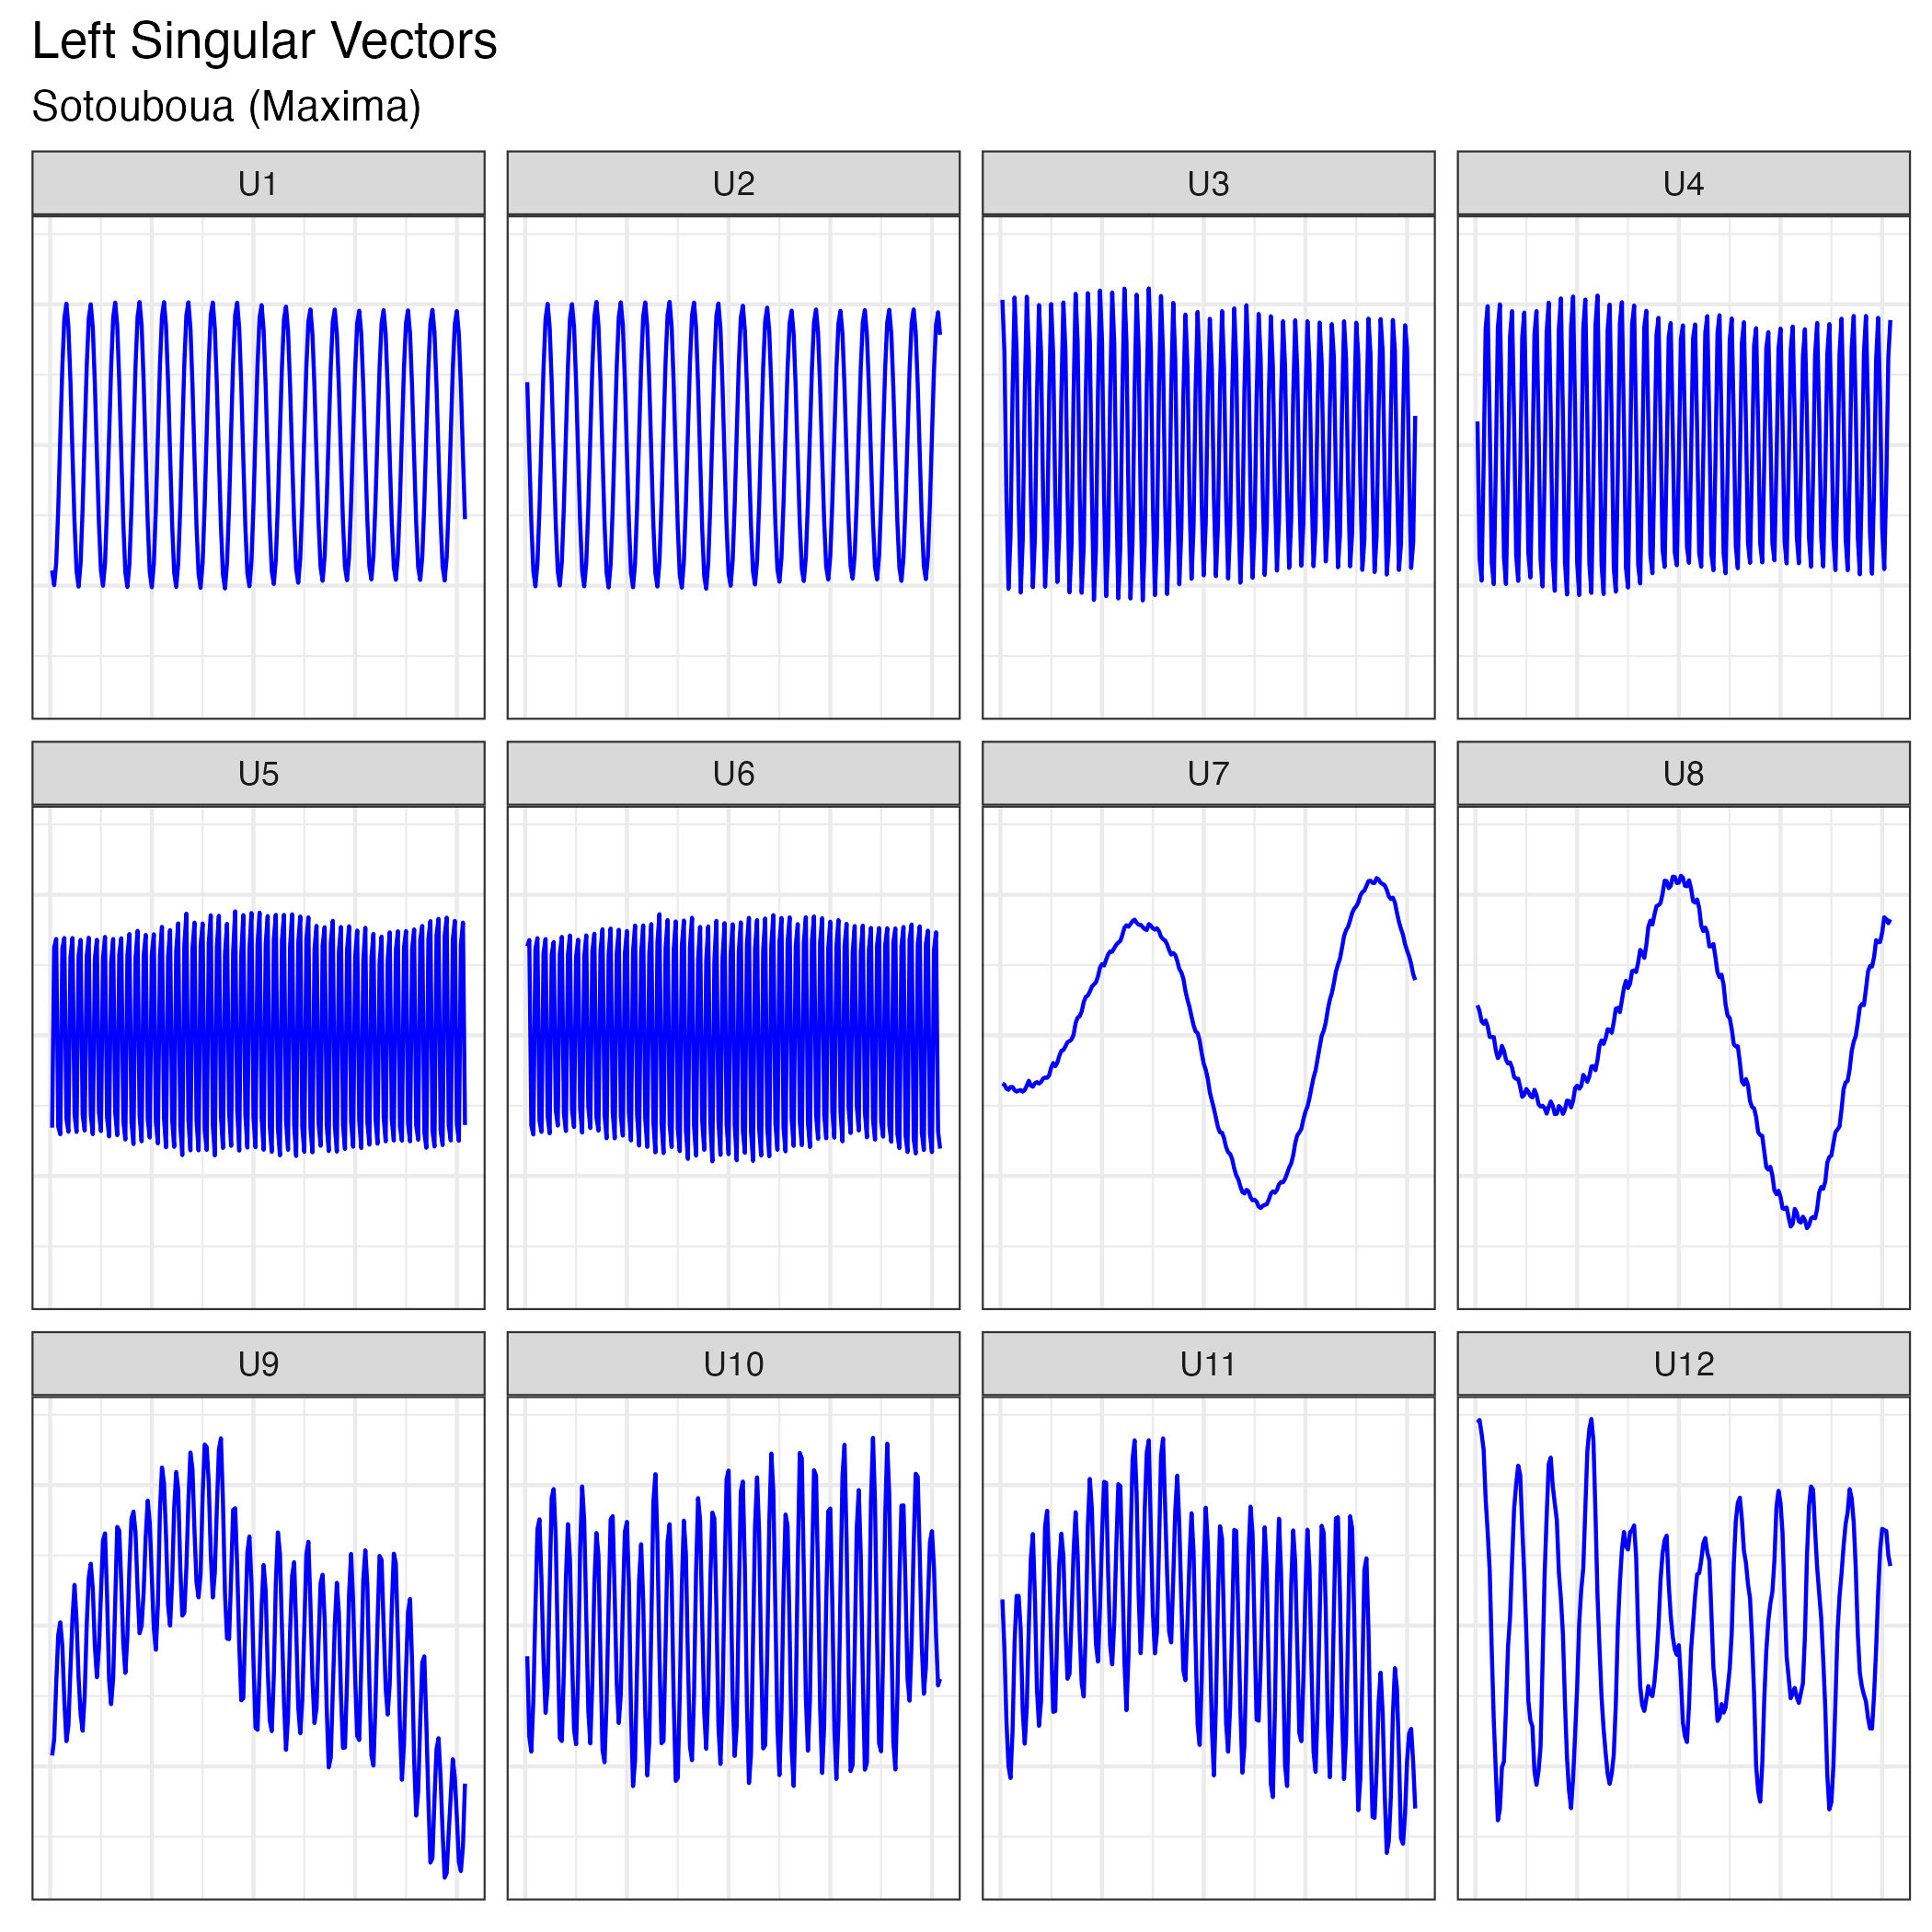 Left Singular Vectors
Sotouboua (Maxima)
U1 U2 U3 U4
U5 U6 U7 U8
U9 U10 U11 U12